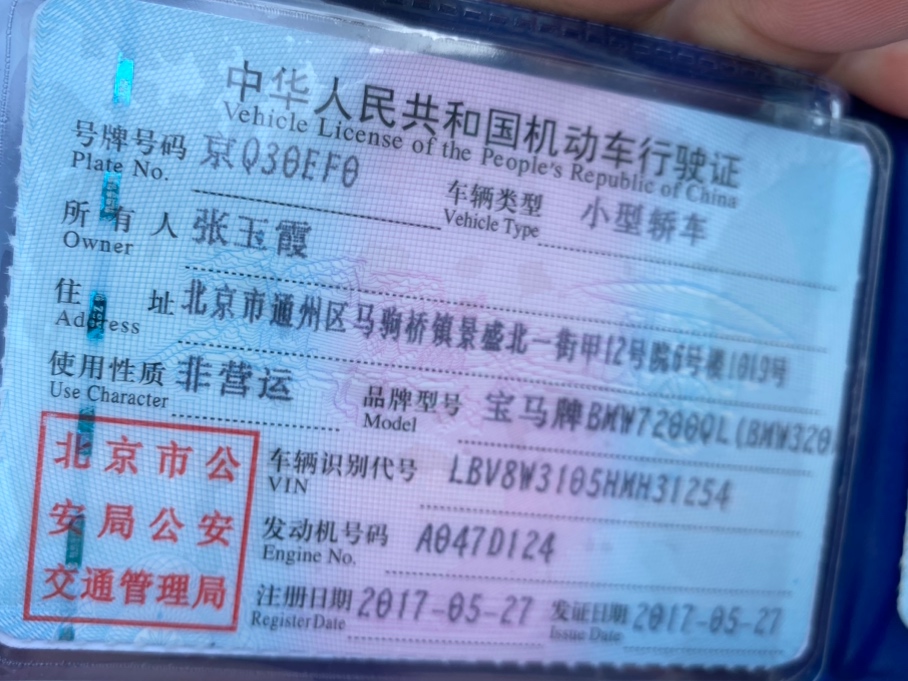 中华人民共和国机动车行驶证
Vehicle License of the People's Republic of China
号牌号码 京Q30EF0
Plate No.
车辆类型 小型轿车
Vehicle Type
所有人 张玉霞
Owner
住址 北京市通州区马驹桥镇景盛北一街甲12号院6号楼1019号
Address
使用性质 非营运
Use Character
品牌型号 宝马牌BMW7200QL(BMW320
Model
北京市公
安局公安
交通管理局
车辆识别代号 LBV8W3105HMH31254
VIN
发动机号码 A047D124
Engine No.
注册日期 2017-05-27 发证日期 2017-05-27
Register Date Issue Date